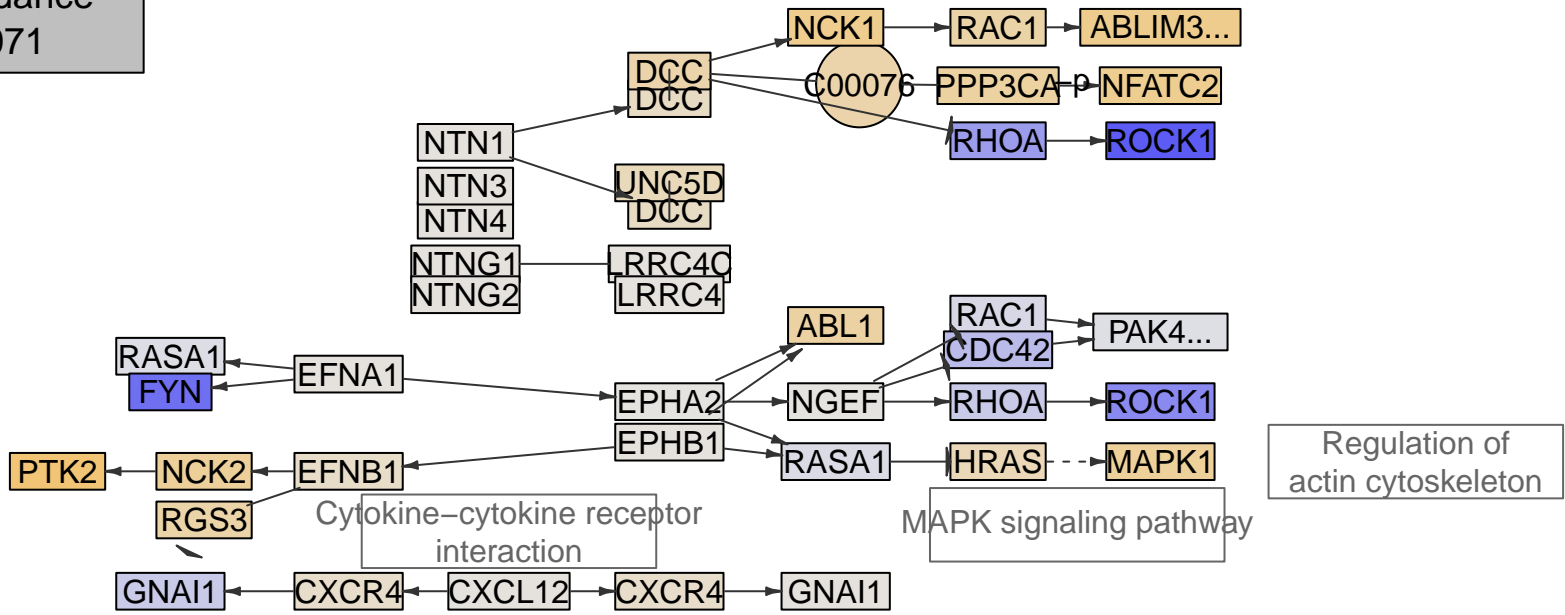 dance
071
NCK1
RAC1
ABLIM3...
DCC
DCC
C00076
PPP3CA
-p
NFATC2
RHOA
ROCK1
NTN1
NTN3
NTN4
UNC5D
DCC
NTNG1
NTNG2
LRRC4C
LRRC4
ABL1
RAC1
CDC42
PAK4...
RASA1
FYN
EFNA1
EPHA2
EPHB1
NGEF
RHOA
ROCK1
RASA1
HRAS
MAPK1
PTK2
NCK2
EFNB1
RGS3
Cytokine–cytokine receptor
interaction
MAPK signaling pathway
Regulation of
actin cytoskeleton
GNAI1
CXCR4
CXCL12
CXCR4
GNAI1